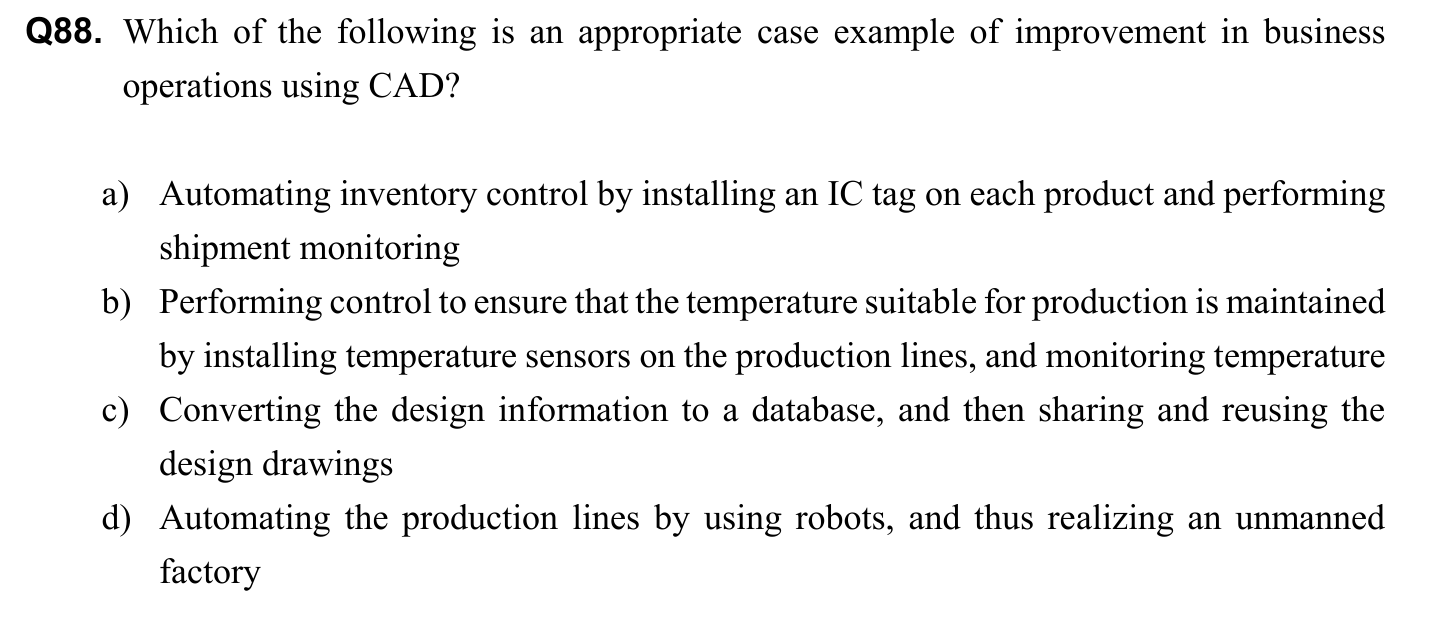 Q88. Which of the following is an appropriate case example of improvement in business
operations using CAD?
a) Automating inventory control by installing an IC tag on each product and performing
shipment monitoring
b) Performing control to ensure that the temperature suitable for production is maintained
by installing temperature sensors on the production lines, and monitoring temperature
c) Converting the design information to a database, and then sharing and reusing the
design drawings
d) Automating the production lines by using robots, and thus realizing an unmanned
factory